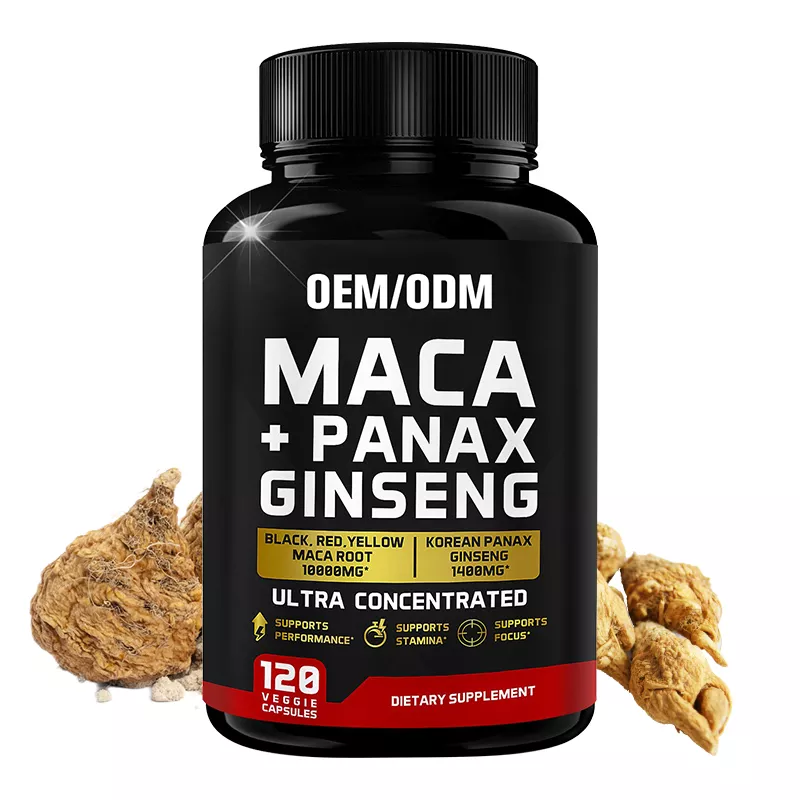 OEM/ODM
MACA
+ PANAX
GINSENG
BLACK, RED,YELLOW
MACA ROOT
10000MG*
KOREAN PANAX
GINSENG
1400MG*
ULTRA CONCENTRATED
SUPPORTS
PERFORMANCE*
SUPPORTS
STAMINA*
SUPPORTS
FOCUS*
120
VEGGIE
CAPSULES
DIETARY SUPPLEMENT